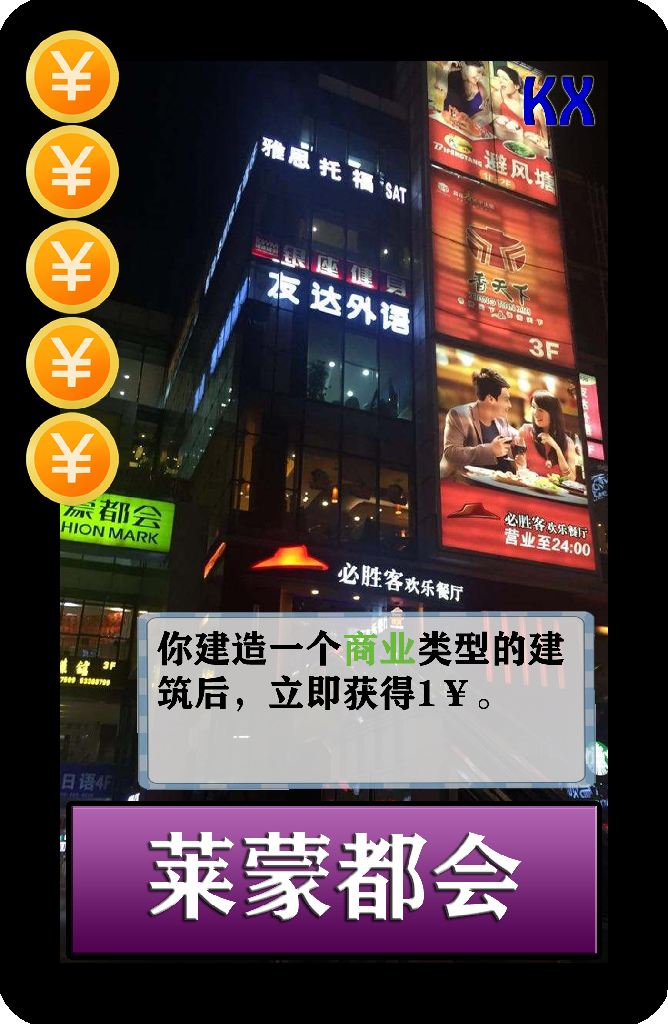 ¥
¥
¥
¥
¥
KX
避风塘
雅思 托福 SAT
银座健身
香天下
友达外语
3F
蒙都会
HION MARK
必胜客欢乐餐厅
营业至24:00
必胜客欢乐餐厅
3F
你建造一个商业类型的建
筑后，立即获得1￥。
日语4F
莱蒙都会